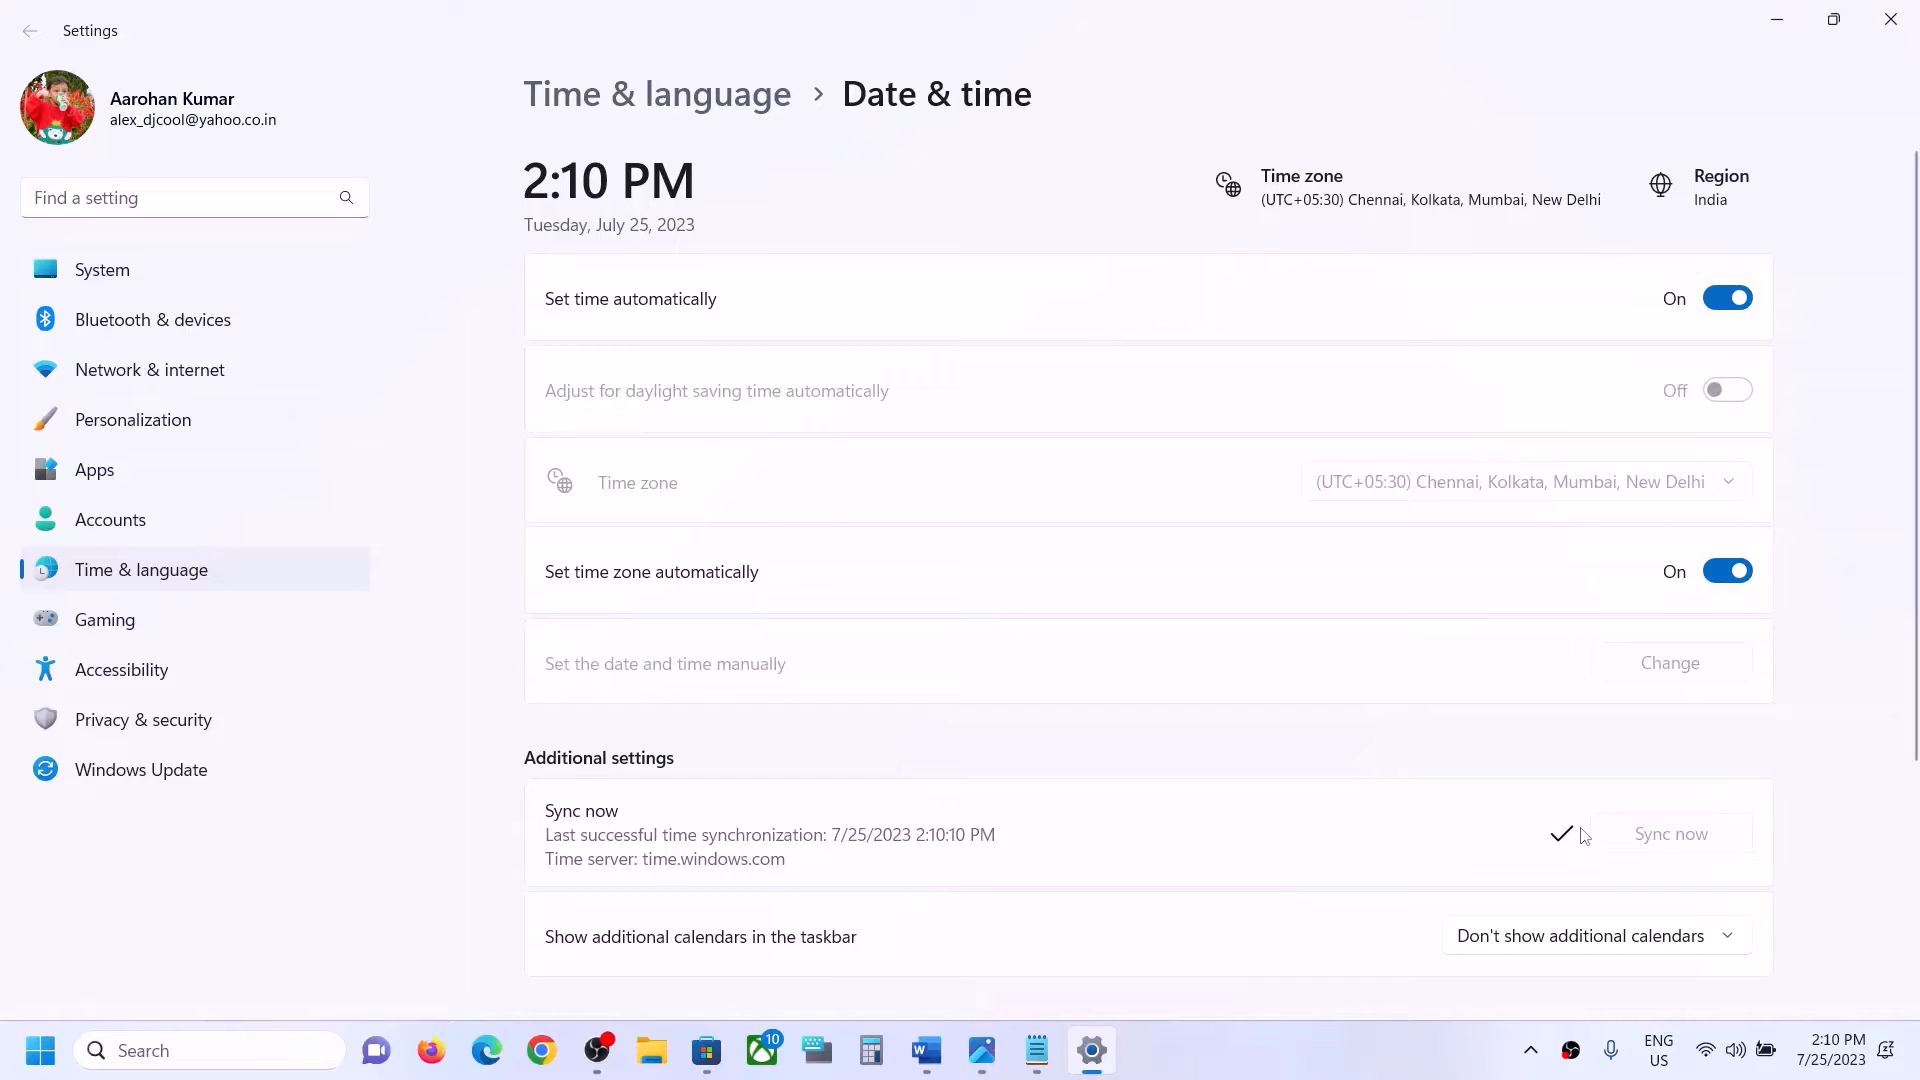 Settings
Aarohan Kumar
alex_djcool@yahoo.co.in
Find a setting
System
Bluetooth & devices
Network & internet
Personalization
Apps
Accounts
Time & language
Gaming
Accessibility
Privacy & security
Windows Update
Time & language > Date & time
2:10 PM
Tuesday, July 25, 2023
Time zone
(UTC+05:30) Chennai, Kolkata, Mumbai, New Delhi
Region
India
Set time automatically On
Adjust for daylight saving time automatically Off
Time zone (UTC+05:30) Chennai, Kolkata, Mumbai, New Delhi
Set time zone automatically On
Set the date and time manually Change
Additional settings
Sync now
Last successful time synchronization: 7/25/2023 2:10:10 PM
Time server: time.windows.com
Sync now
Show additional calendars in the taskbar Don't show additional calendars
Search
10
ENG
US
2:10 PM
7/25/2023